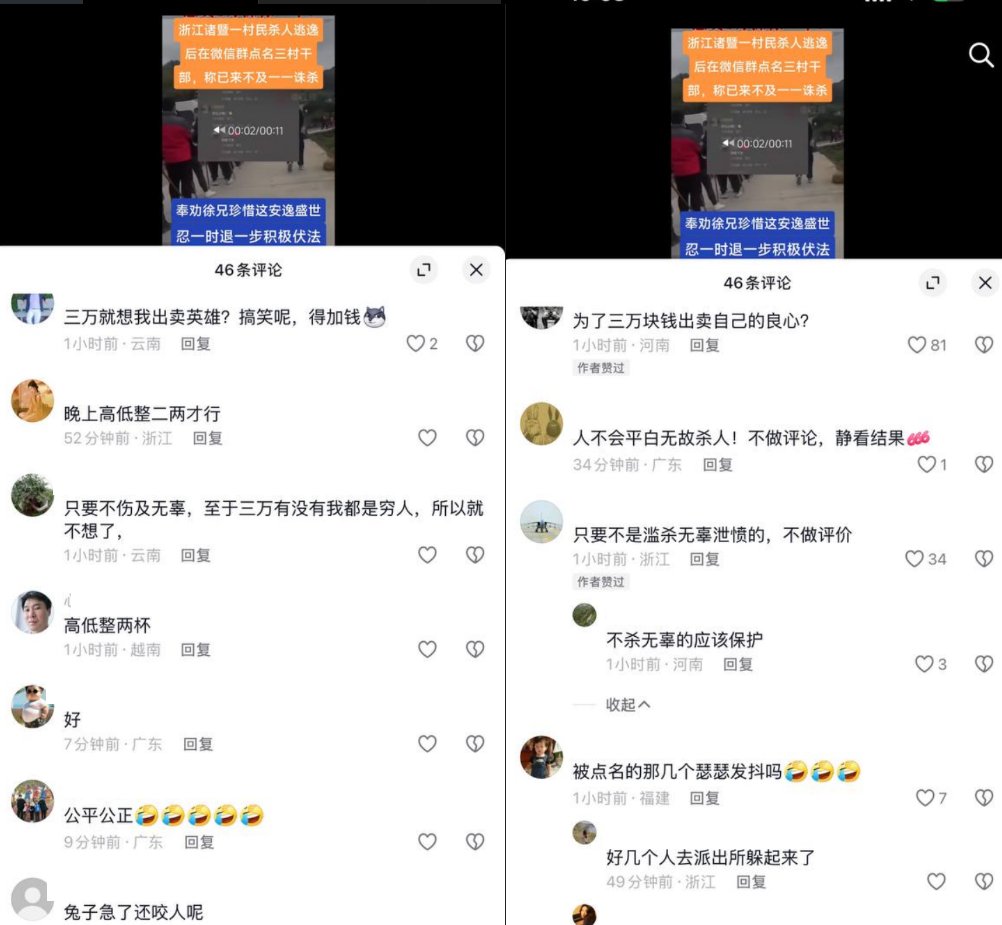 浙江诸暨一村民杀人逃逸
后在微信群点名三村干
部，称已来不及一一诛杀
00:02/00:11
奉劝徐兄珍惜这安逸盛世
忍一时退一步积极伏法
46条评论
三万就想我出卖英雄？搞笑呢，得加钱
1小时前·云南 回复
2
晚上高低整二两才行
52分钟前·浙江 回复
只要不伤及无辜，至于三万有没有我都是穷人，所以就
不想了，
1小时前·云南 回复
高低整两杯
1小时前·越南 回复
好
7分钟前·广东 回复
公平公正🤣🤣🤣🤣🤣
9分钟前·广东 回复
兔子急了还咬人呢
浙江诸暨一村民杀人逃逸
后在微信群点名三村干
部，称已来不及一一诛杀
00:02/00:11
奉劝徐兄珍惜这安逸盛世
忍一时退一步积极伏法
46条评论
为了三万块钱出卖自己的良心？
1小时前·河南 回复
81
作者赞过
人不会平白无故杀人！不做评论，静看结果666
34分钟前·广东 回复
1
只要不是滥杀无辜泄愤的，不做评价
1小时前·浙江 回复
34
作者赞过
不杀无辜的应该保护
1小时前·河南 回复
3
收起
被点名的那几个瑟瑟发抖吗🤣🤣🤣
1小时前·福建 回复
7
好几个人去派出所躲起来了
49分钟前·浙江 回复